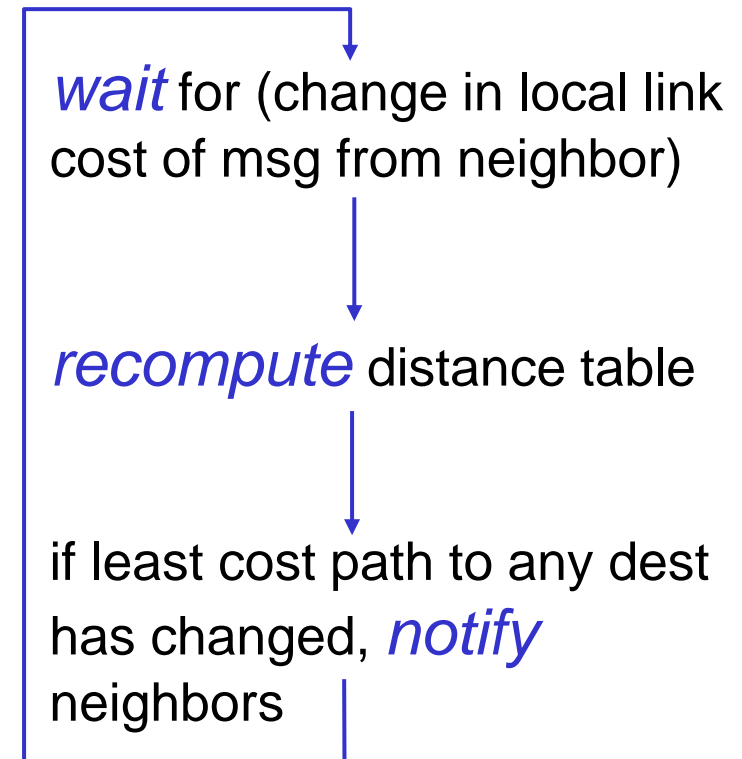 wait for (change in local link
cost of msg from neighbor)
recompute distance table
if least cost path to any dest
has changed, notify
neighbors